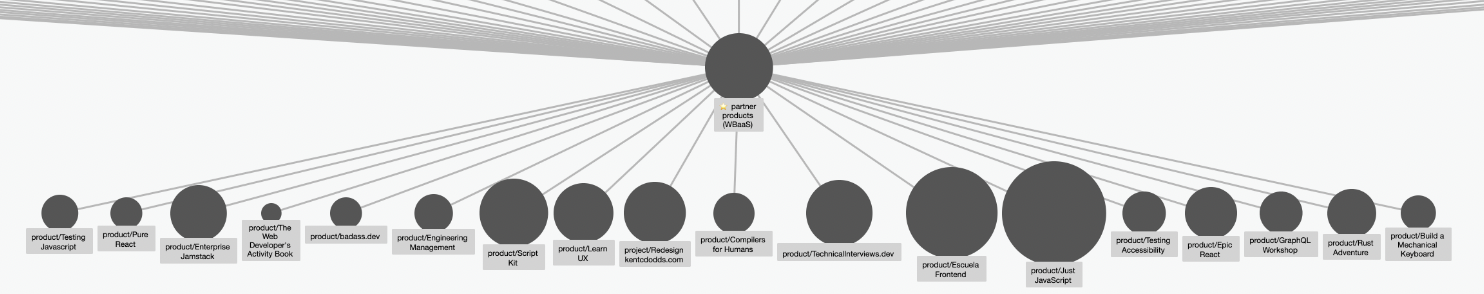 ⭐ partner
products
(WBaaS)
product/Testing
Javascript
product/Pure
React
product/Enterprise
Jamstack
product/The
Web
Developer's
Activity Book
product/badass.dev
product/Engineering
Management
product/Script
Kit
product/Learn
UX
project/Redesign
kentcdodds.com
product/Compilers
for Humans
product/TechnicalInterviews.dev
product/Escuela
Frontend
product/Just
JavaScript
product/Testing
Accessibility
product/Epic
React
product/GraphQL
Workshop
product/Rust
Adventure
product/Build a
Mechanical
Keyboard